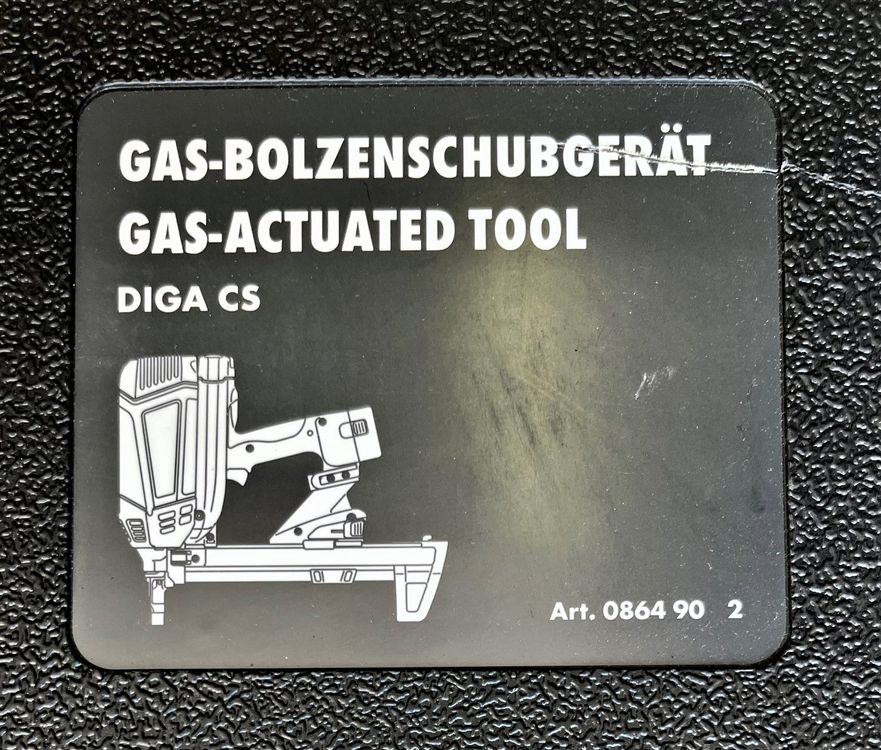 GAS-BOLZENSCHUBGERÄT
GAS-ACTUATED TOOL
DIGA CS
Art. 0864 90 2